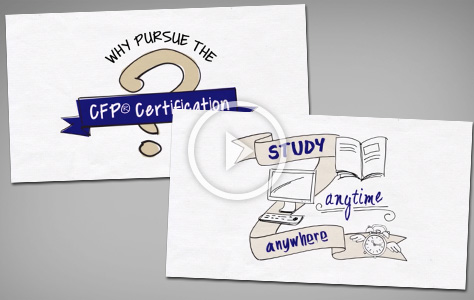 WHY PURSUE THE
?
CFP© Certification
STUDY
anytime
anywhere